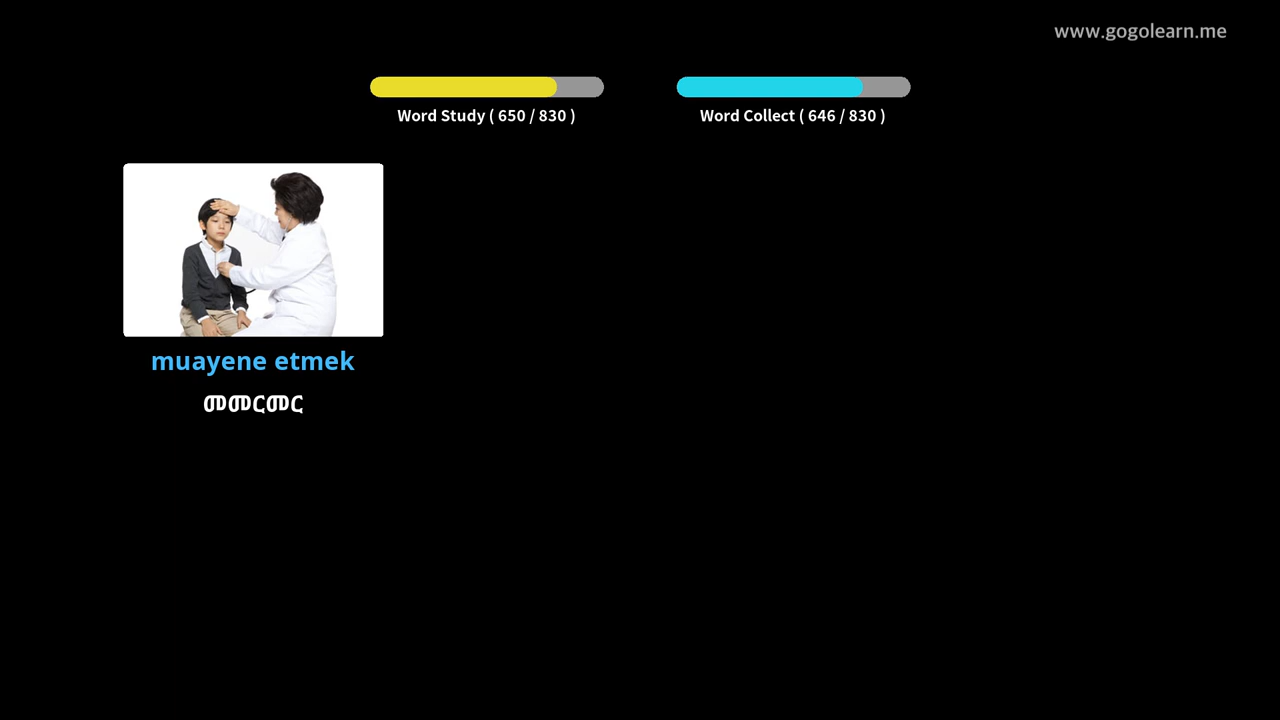 www.gogolearn.me
Word Study ( 650 / 830 )
Word Collect ( 646 / 830 )
muayene etmek
መመርመር